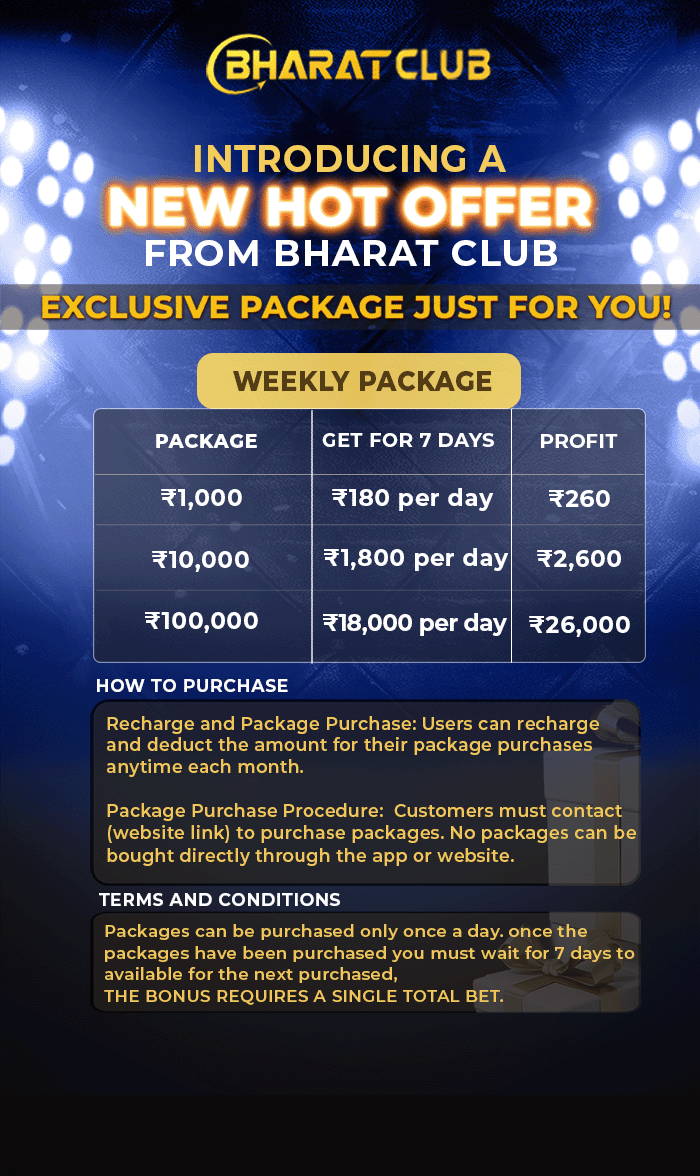 BHARAT CLUB
INTRODUCING A
NEW HOT OFFER
FROM BHARAT CLUB
EXCLUSIVE PACKAGE JUST FOR YOU!
WEEKLY PACKAGE
PACKAGE GET FOR 7 DAYS PROFIT
₹1,000 ₹180 per day ₹260
₹10,000 ₹1,800 per day ₹2,600
₹100,000 ₹18,000 per day ₹26,000
HOW TO PURCHASE
Recharge and Package Purchase: Users can recharge
and deduct the amount for their package purchases
anytime each month.
Package Purchase Procedure: Customers must contact
(website link) to purchase packages. No packages can be
bought directly through the app or website.
TERMS AND CONDITIONS
Packages can be purchased only once a day. once the
packages have been purchased you must wait for 7 days to
available for the next purchased,
THE BONUS REQUIRES A SINGLE TOTAL BET.